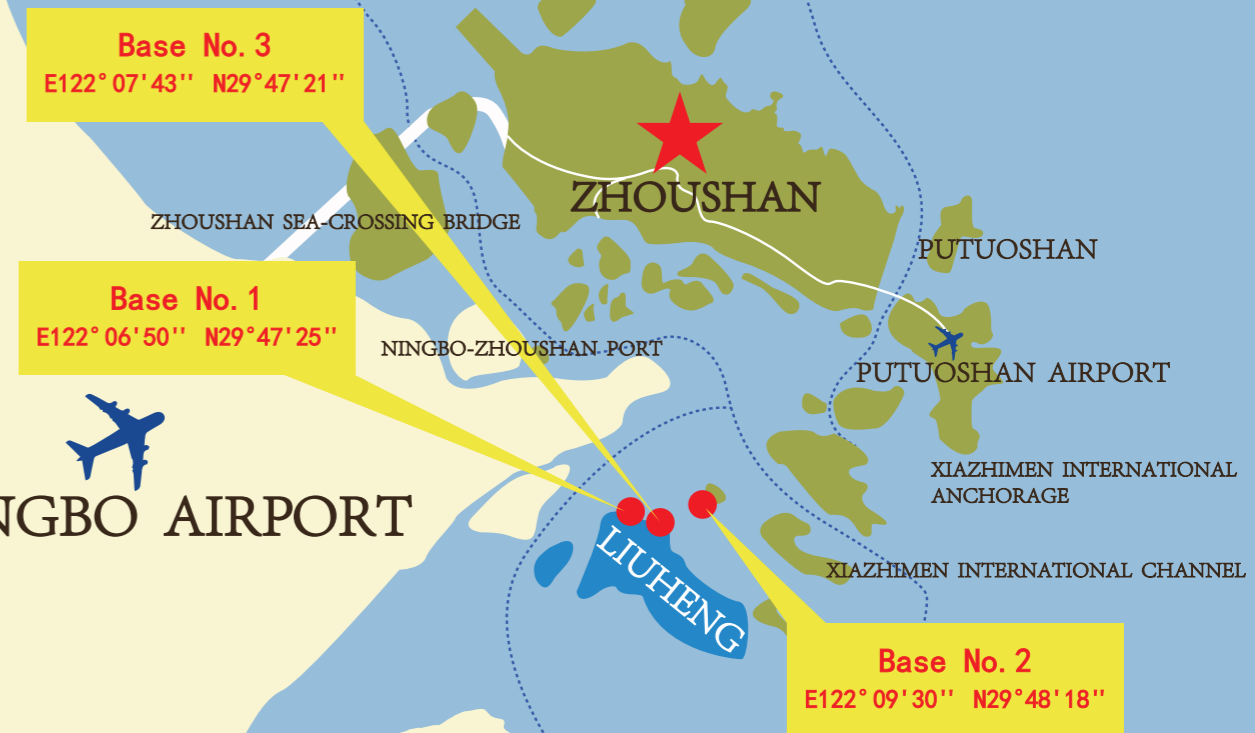 Base No. 3
E122°07'43'' N29°47'21''
ZHOUSHAN
ZHOUSHAN SEA-CROSSING BRIDGE
PUTUOSHAN
Base No. 1
E122°06'50'' N29°47'25''
NINGBO-ZHOUSHAN PORT
PUTUOSHAN AIRPORT
NGBO AIRPORT
XIAZHIMEN INTERNATIONAL
ANCHORAGE
LIUHENG
XIAZHIMEN INTERNATIONAL CHANNEL
Base No. 2
E122°09'30'' N29°48'18''